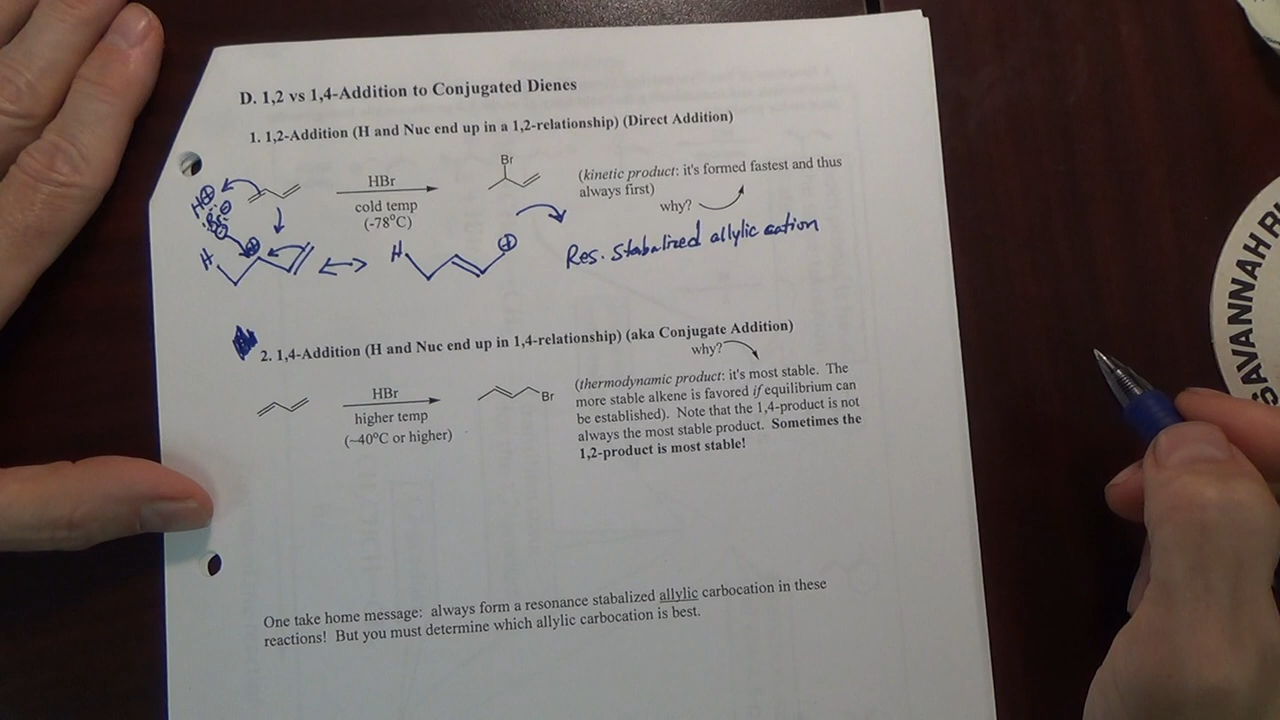 D. 1,2 vs 1,4-Addition to Conjugated Dienes
1. 1,2-Addition (H and Nuc end up in a 1,2-relationship) (Direct Addition)
Br
HBr
cold temp
(-78°C)
(kinetic product: it's formed fastest and thus
always first)
why?
H⊕
:Br:⊖
H
⊕
H
⊕
Res. Stabalized allylic cation
2. 1,4-Addition (H and Nuc end up in 1,4-relationship) (aka Conjugate Addition)
why?
HBr
higher temp
(~40°C or higher)
Br
(thermodynamic product: it's most stable. The
more stable alkene is favored if equilibrium can
be established). Note that the 1,4-product is not
always the most stable product. Sometimes the
1,2-product is most stable!
One take home message: always form a resonance stabalized allylic carbocation in these
reactions! But you must determine which allylic carbocation is best.
SAVANNAH